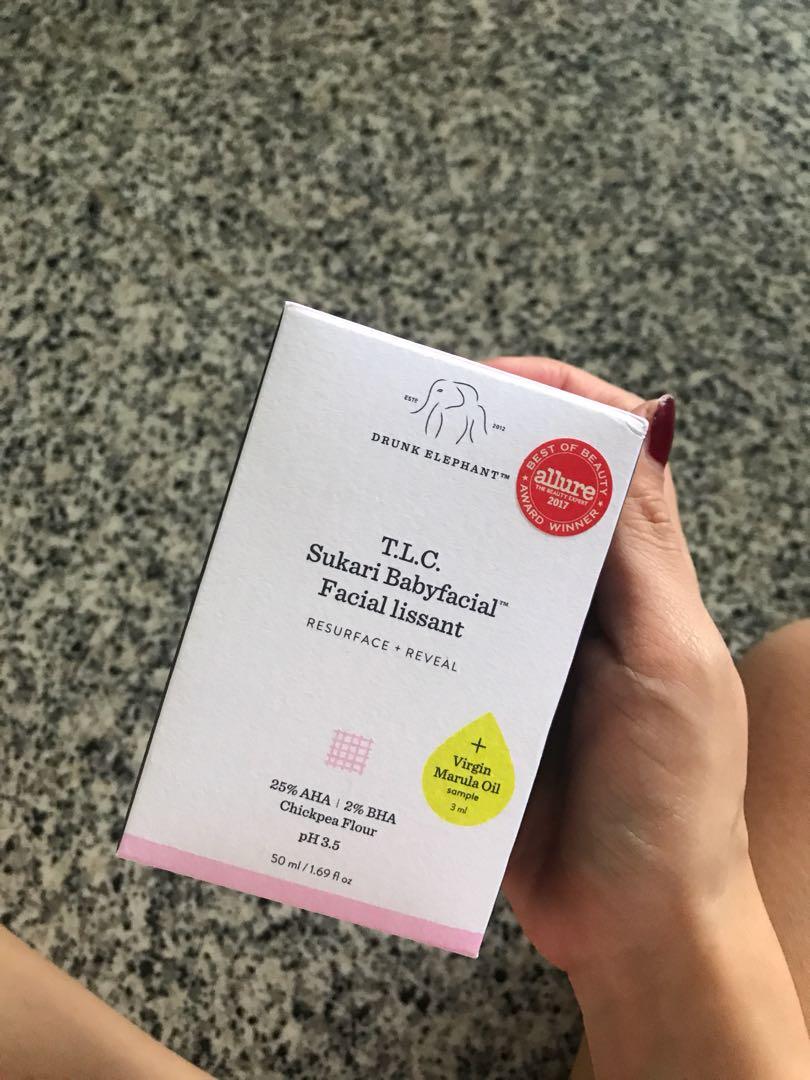 ESTD 2012
DRUNK ELEPHANT™
BEST OF BEAUTY
allure
THE BEAUTY EXPERT
2017
AWARD WINNER
T.L.C.
Sukari Babyfacial™
Facial lissant
RESURFACE + REVEAL
+
Virgin
Marula Oil
sample
3 ml
25% AHA | 2% BHA
Chickpea Flour
pH 3.5
50 ml / 1.69 fl oz